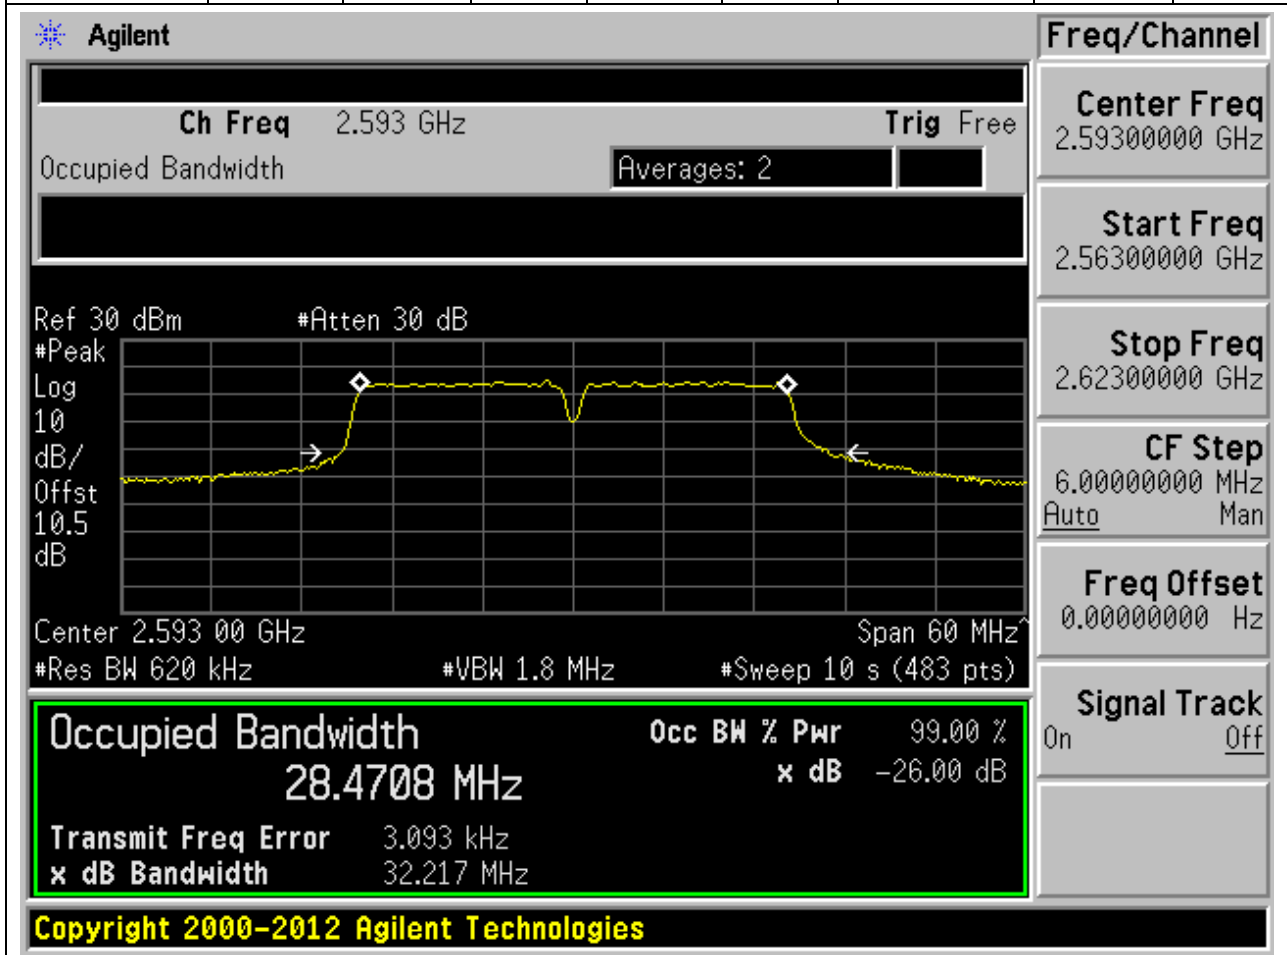 Agilent
Freq/Channel
Ch Freq 2.593 GHz Trig Free
Occupied Bandwidth Averages: 2
Ref 30 dBm #Atten 30 dB
#Peak
Log
10
dB/
Offst
10.5
dB
Center 2.593 00 GHz Span 60 MHz^
#Res BW 620 kHz #VBW 1.8 MHz #Sweep 10 s (483 pts)
Occupied Bandwidth Occ BW % Pwr 99.00 %
28.4708 MHz x dB -26.00 dB
Transmit Freq Error 3.093 kHz
x dB Bandwidth 32.217 MHz
Copyright 2000-2012 Agilent Technologies
Center Freq
2.59300000 GHz
Start Freq
2.56300000 GHz
Stop Freq
2.62300000 GHz
CF Step
6.00000000 MHz
Auto Man
Freq Offset
0.00000000 Hz
Signal Track
On Off